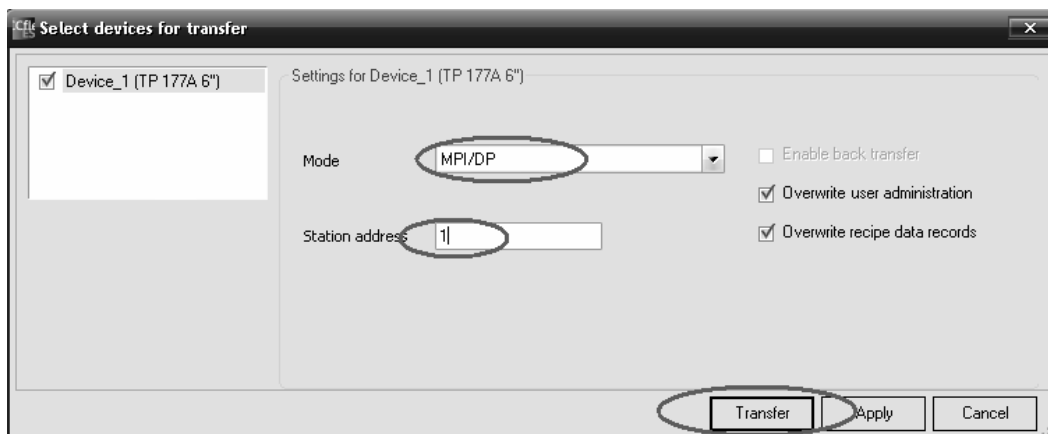 Select devices for transfer
Device_1 (TP 177A 6")
Settings for Device_1 (TP 177A 6")
Mode
MPI/DP
Enable back transfer
Overwrite user administration
Station address
1
Overwrite recipe data records
Transfer
Apply
Cancel